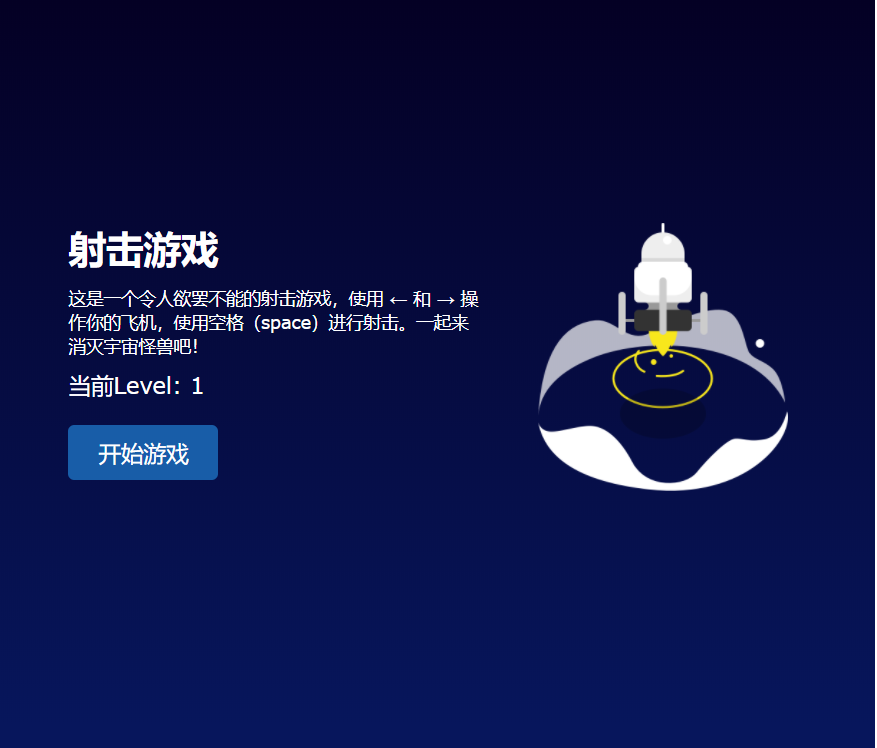 射击游戏
这是一个令人欲罢不能的射击游戏，使用 ← 和 → 操
作你的飞机，使用空格（space）进行射击。一起来
消灭宇宙怪兽吧！
当前Level：1
开始游戏